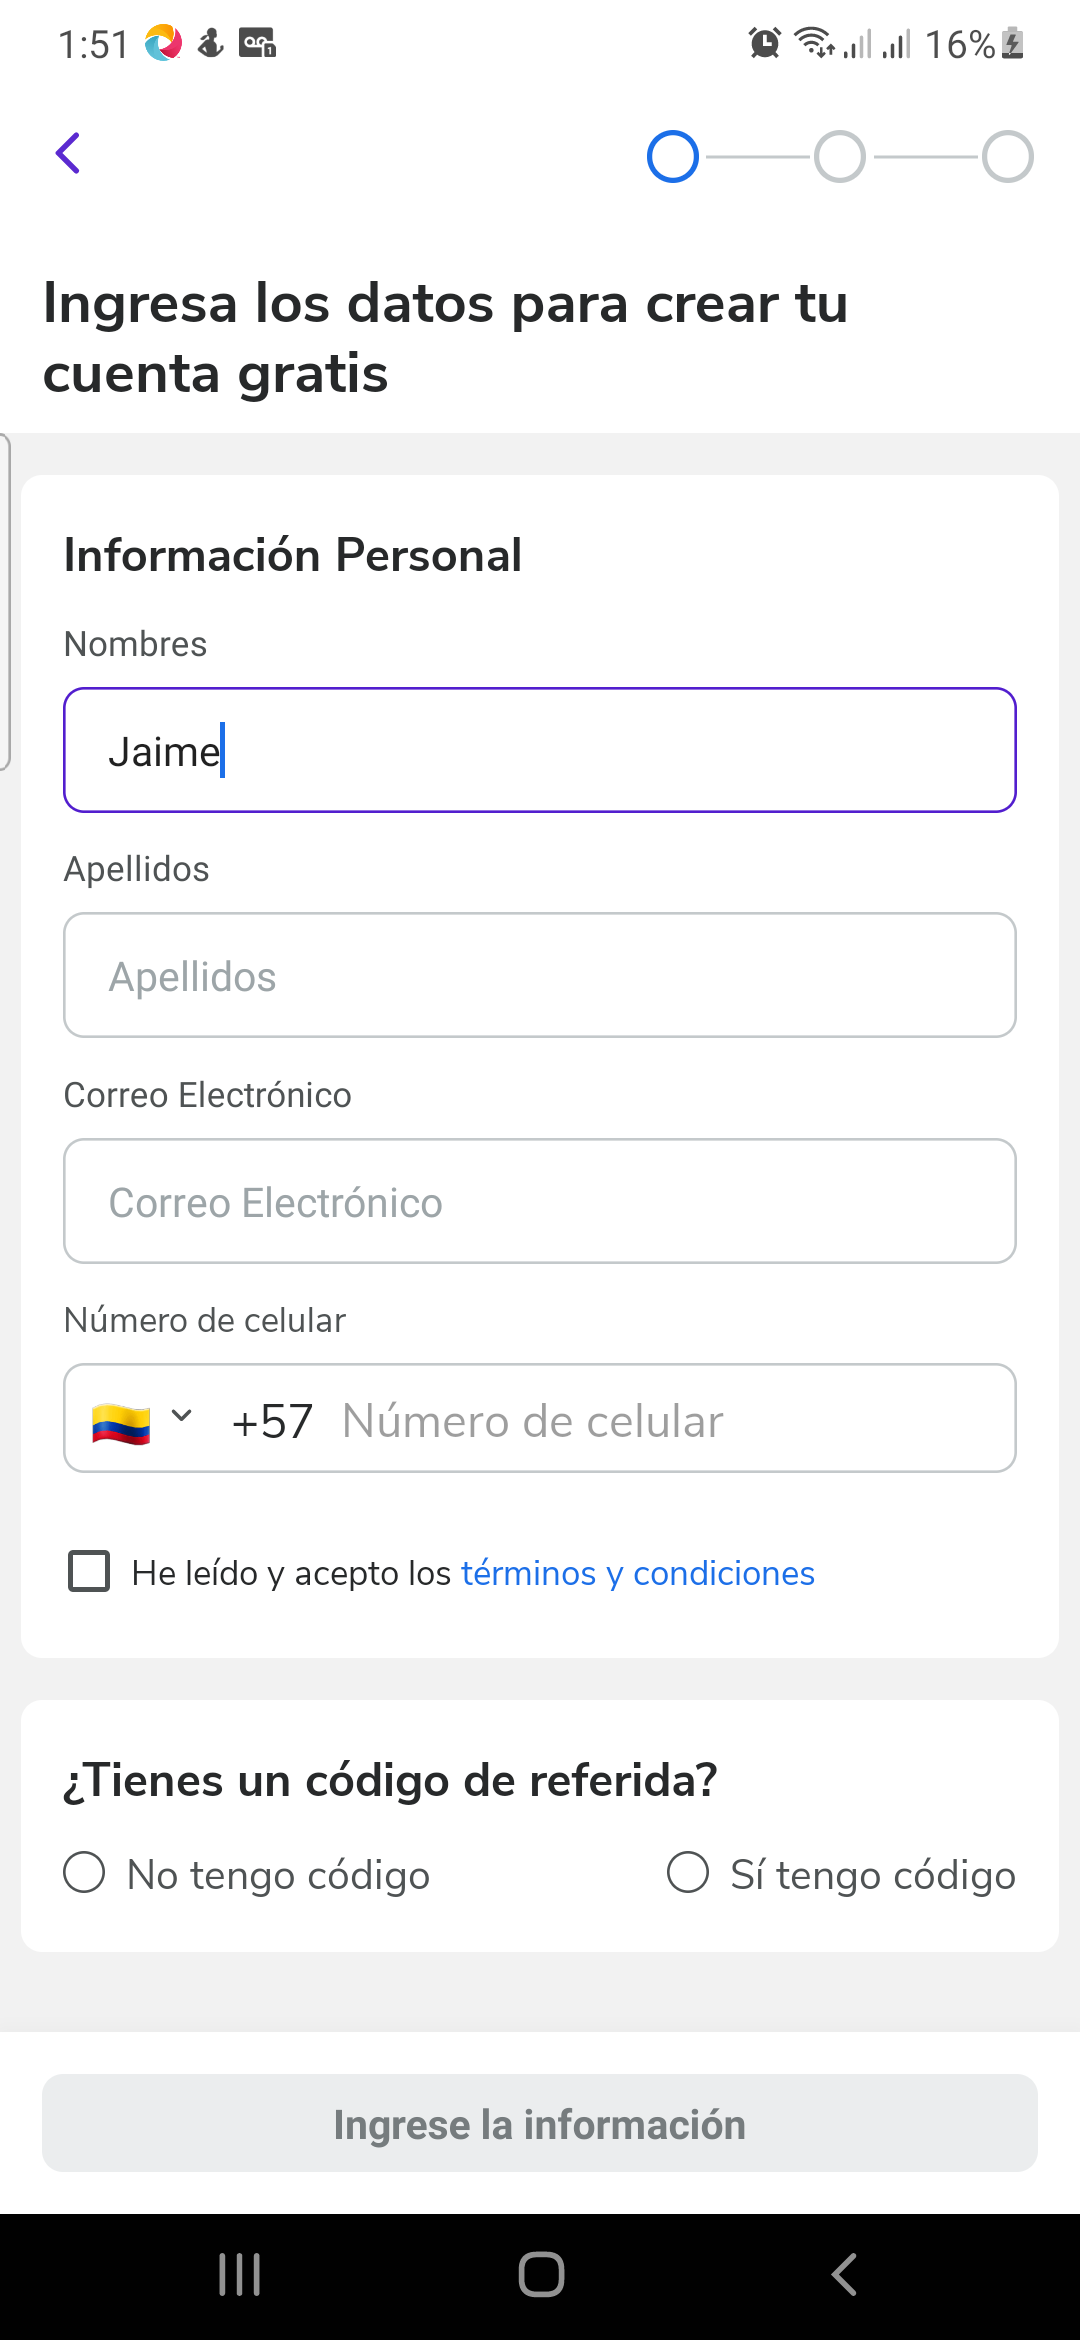 1:51
16%
Ingresa los datos para crear tu
cuenta gratis
Información Personal
Nombres
Jaime
Apellidos
Apellidos
Correo Electrónico
Correo Electrónico
Número de celular
+57 Número de celular
He leído y acepto los términos y condiciones
¿Tienes un código de referida?
No tengo código
Sí tengo código
Ingrese la información